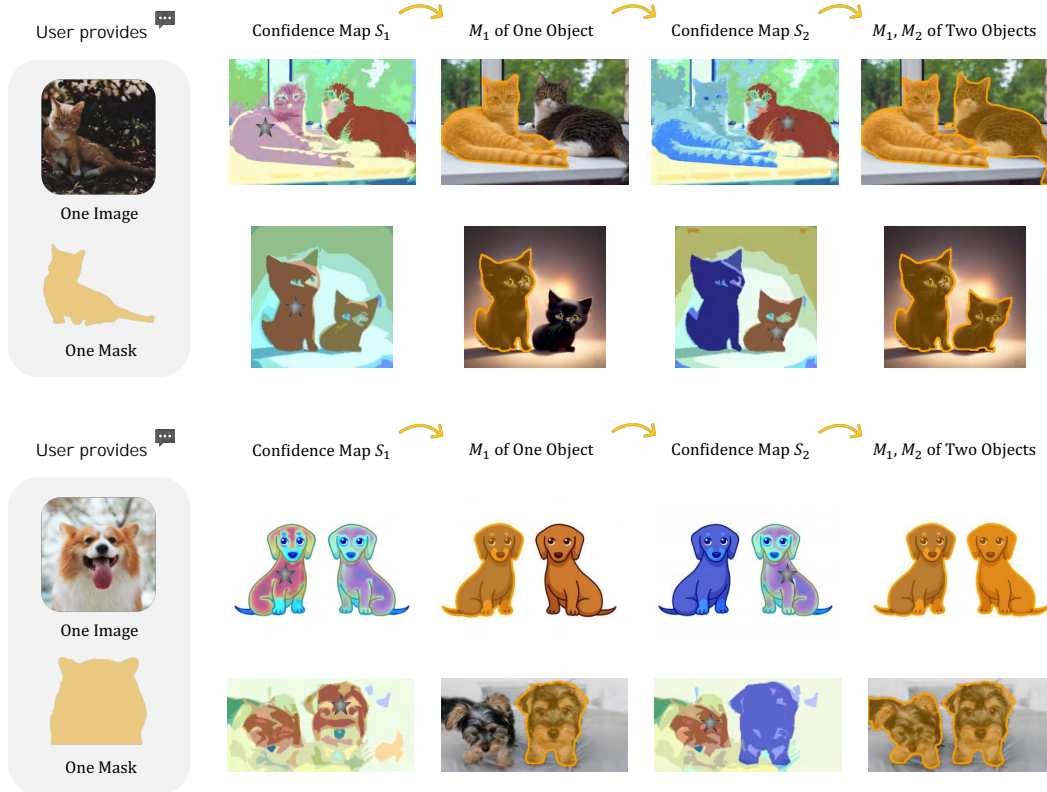 User provides
Confidence Map S₁
M₁ of One Object
Confidence Map S₂
M₁, M₂ of Two Objects
One Image
One Mask
User provides
Confidence Map S₁
M₁ of One Object
Confidence Map S₂
M₁, M₂ of Two Objects
One Image
One Mask